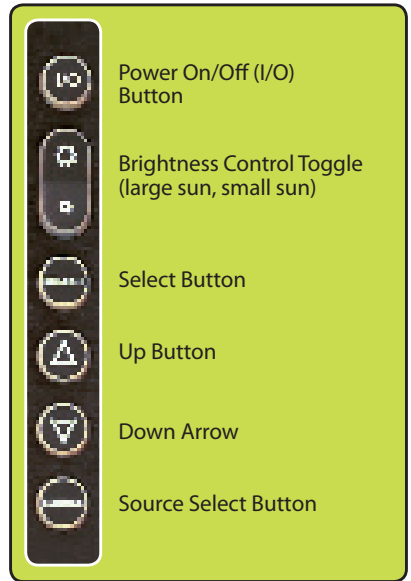 I/O
Power On/Off (I/O)
Button
Brightness Control Toggle
(large sun, small sun)
Select Button
Up Button
Down Arrow
Source Select Button